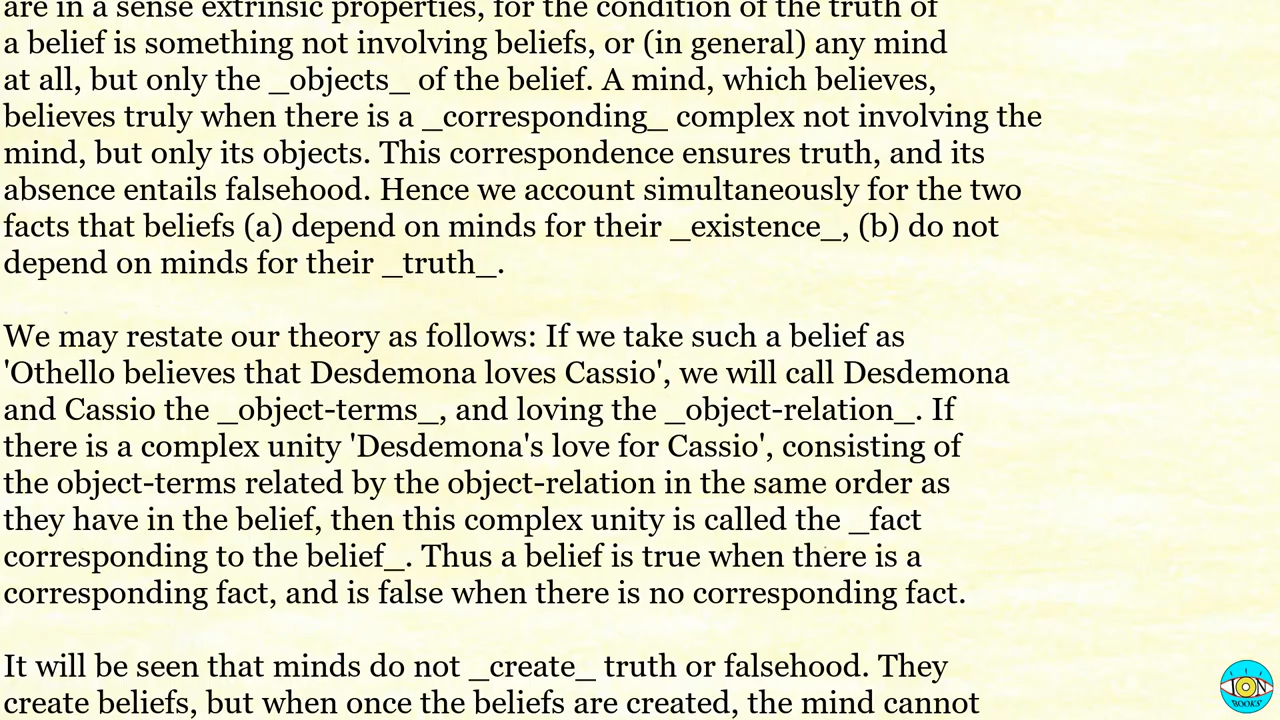 are in a sense extrinsic properties, for the condition of the truth of
a belief is something not involving beliefs, or (in general) any mind
at all, but only the _objects_ of the belief. A mind, which believes,
believes truly when there is a _corresponding_ complex not involving the
mind, but only its objects. This correspondence ensures truth, and its
absence entails falsehood. Hence we account simultaneously for the two
facts that beliefs (a) depend on minds for their _existence_, (b) do not
depend on minds for their _truth_.
We may restate our theory as follows: If we take such a belief as
'Othello believes that Desdemona loves Cassio', we will call Desdemona
and Cassio the _object-terms_, and loving the _object-relation_. If
there is a complex unity 'Desdemona's love for Cassio', consisting of
the object-terms related by the object-relation in the same order as
they have in the belief, then this complex unity is called the _fact
corresponding to the belief_. Thus a belief is true when there is a
corresponding fact, and is false when there is no corresponding fact.
It will be seen that minds do not _create_ truth or falsehood. They
create beliefs, but when once the beliefs are created, the mind cannot
ION
BOOKS